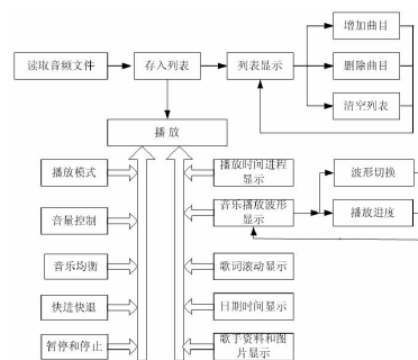 增加曲目
读取音频文件
存入列表
列表显示
删除曲目
清空列表
播放
播放模式
播放时间进程
显示
波形切换
音量控制
音乐播放波形
显示
播放进度
音乐均衡
歌词滚动显示
快进快退
日期时间显示
暂停和停止
歌手资料和图
片显示